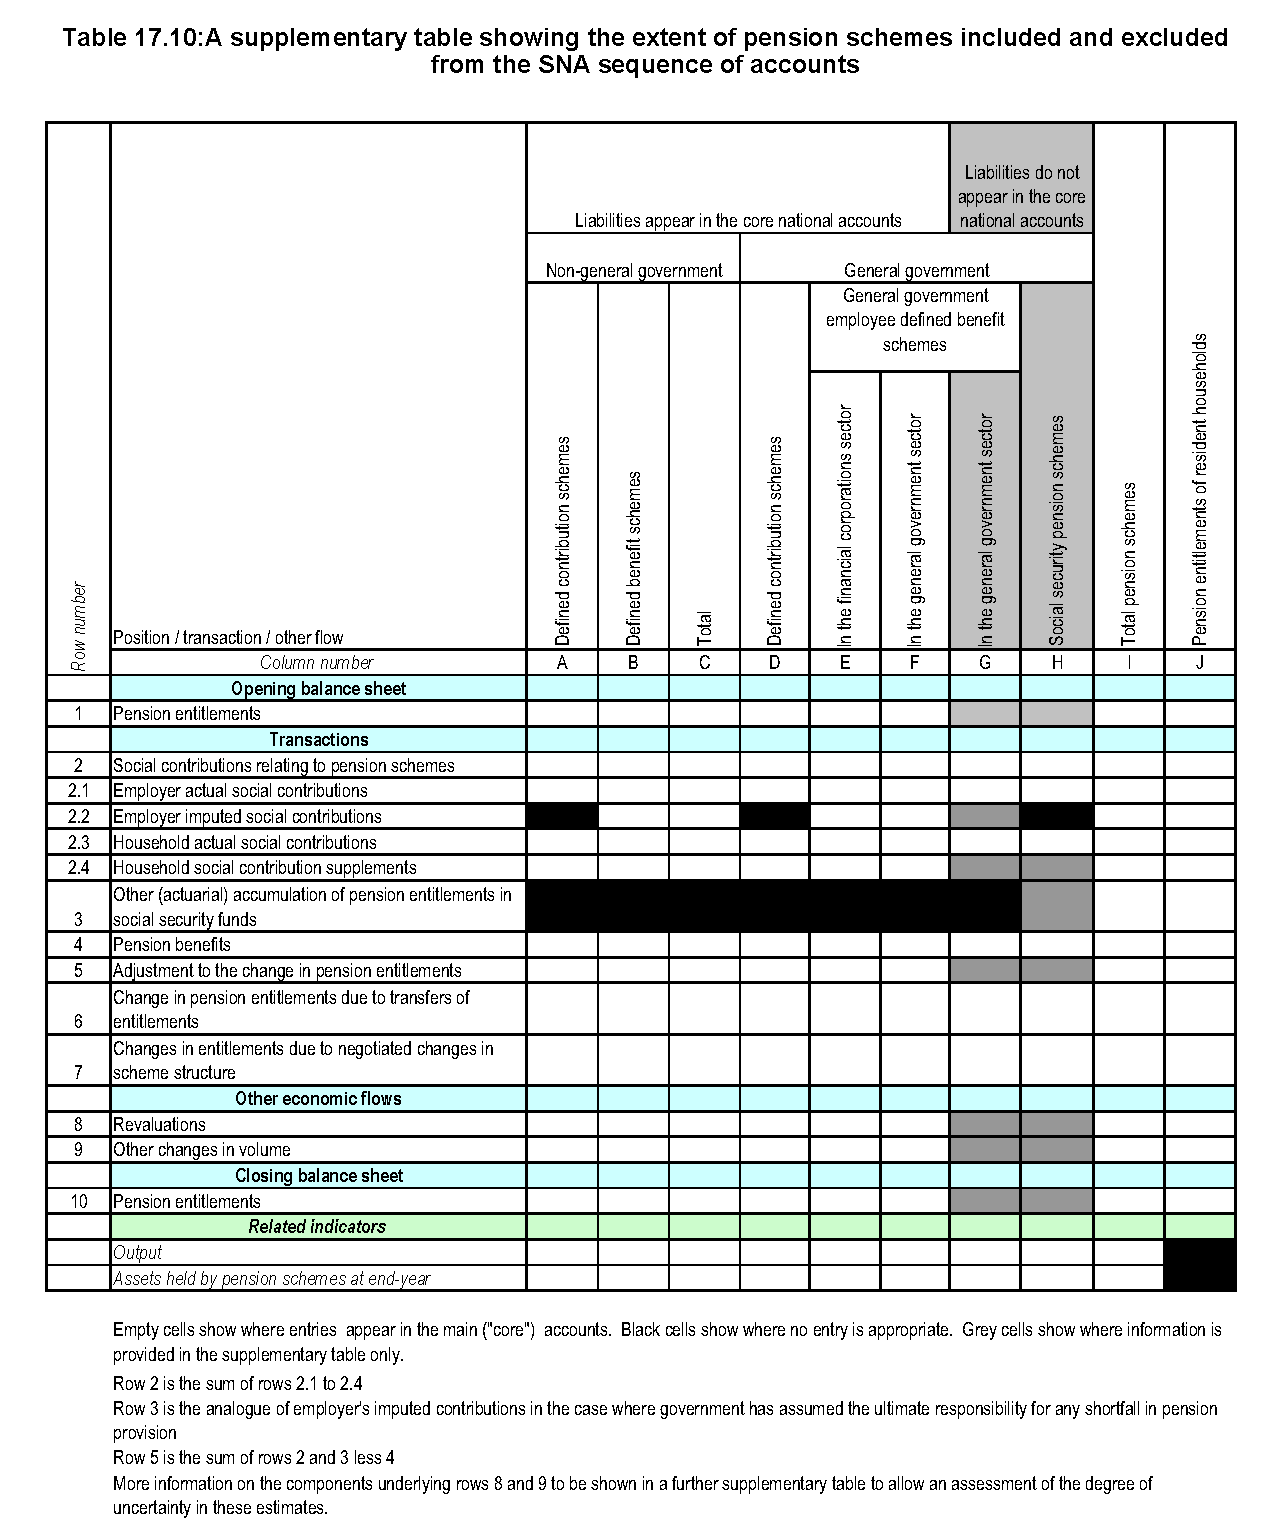 Table 17.10:A supplementary table showing the extent of pension schemes included and excluded
from the SNA sequence of accounts
Liabilities do not
appear in the core
national accounts
Liabilities appear in the core national accounts
Non-general government
General government
General government
employee defined benefit
schemes
Row number
Position / transaction / other flow
Defined contribution schemes
Defined benefit schemes
Total
Defined contribution schemes
In the financial corporations sector
In the general government sector
In the general government sector
Social security pension schemes
Total pension schemes
Pension entitlements of resident households
Column number A B C D E F G H I J
Opening balance sheet
1 Pension entitlements
Transactions
2 Social contributions relating to pension schemes
2.1 Employer actual social contributions
2.2 Employer imputed social contributions
2.3 Household actual social contributions
2.4 Household social contribution supplements
Other (actuarial) accumulation of pension entitlements in
3 social security funds
4 Pension benefits
5 Adjustment to the change in pension entitlements
Change in pension entitlements due to transfers of
6 entitlements
Changes in entitlements due to negotiated changes in
7 scheme structure
Other economic flows
8 Revaluations
9 Other changes in volume
Closing balance sheet
10 Pension entitlements
Related indicators
Output
Assets held by pension schemes at end-year
Empty cells show where entries appear in the main ("core") accounts. Black cells show where no entry is appropriate. Grey cells show where information is
provided in the supplementary table only.
Row 2 is the sum of rows 2.1 to 2.4
Row 3 is the analogue of employer's imputed contributions in the case where government has assumed the ultimate responsibility for any shortfall in pension
provision
Row 5 is the sum of rows 2 and 3 less 4
More information on the components underlying rows 8 and 9 to be shown in a further supplementary table to allow an assessment of the degree of
uncertainty in these estimates.